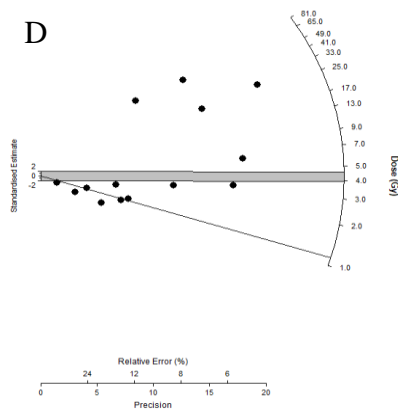 D
81.0
65.0
49.0
41.0
33.0
25.0
17.0
13.0
9.0
7.0
5.0
4.0
3.0
2.0
1.0
Dose (Gy)
Standardised Estimate
2
0
-2
Relative Error (%)
24 12 8 6
0 5 10 15 20
Precision